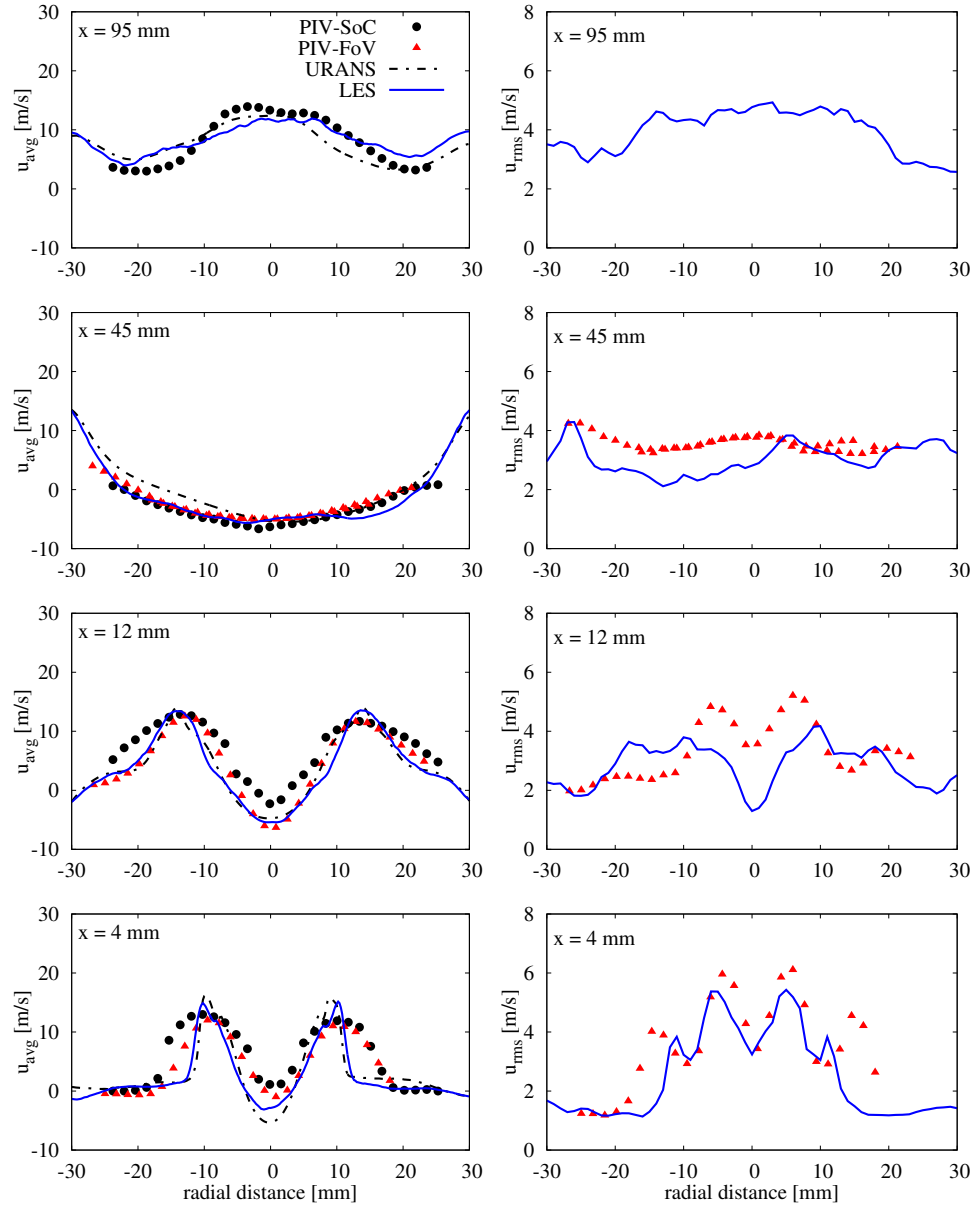 30
20
10
0
-10
u_avg [m/s]
x = 95 mm
PIV-SoC
PIV-FoV
URANS
LES
-30 -20 -10 0 10 20 30
8
6
4
2
0
u_rms [m/s]
x = 95 mm
-30 -20 -10 0 10 20 30
30
20
10
0
-10
u_avg [m/s]
x = 45 mm
-30 -20 -10 0 10 20 30
8
6
4
2
0
u_rms [m/s]
x = 45 mm
-30 -20 -10 0 10 20 30
30
20
10
0
-10
u_avg [m/s]
x = 12 mm
-30 -20 -10 0 10 20 30
8
6
4
2
0
u_rms [m/s]
x = 12 mm
-30 -20 -10 0 10 20 30
30
20
10
0
-10
u_avg [m/s]
x = 4 mm
-30 -20 -10 0 10 20 30
radial distance [mm]
8
6
4
2
0
u_rms [m/s]
x = 4 mm
-30 -20 -10 0 10 20 30
radial distance [mm]